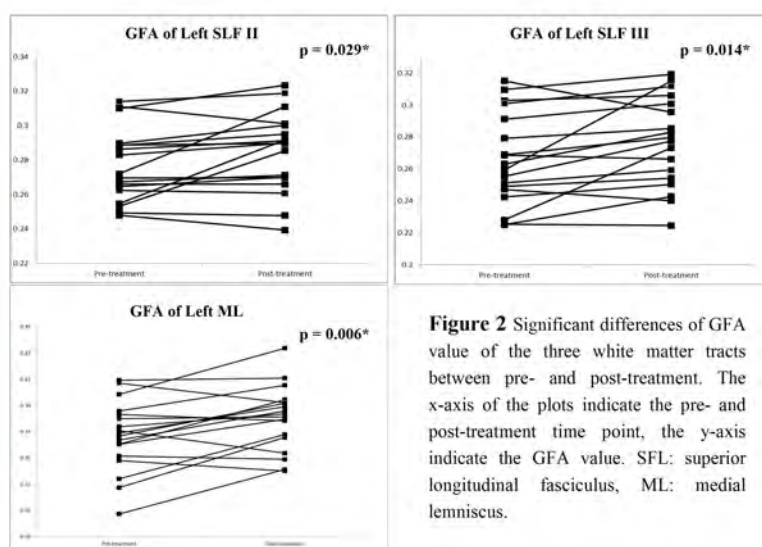 GFA of Left SLF II
p = 0.029*
0.34
0.32
0.3
0.28
0.26
0.24
0.22
Pre-treatment
Post-treatment
GFA of Left SLF III
p = 0.014*
0.32
0.3
0.28
0.26
0.24
0.22
0.2
Pre-treatment
Post-treatment
GFA of Left ML
p = 0.006*
Pre-treatment
Figure 2 Significant differences of GFA
value of the three white matter tracts
between pre- and post-treatment. The
x-axis of the plots indicate the pre- and
post-treatment time point, the y-axis
indicate the GFA value. SFL: superior
longitudinal fasciculus, ML: medial
lemniscus.